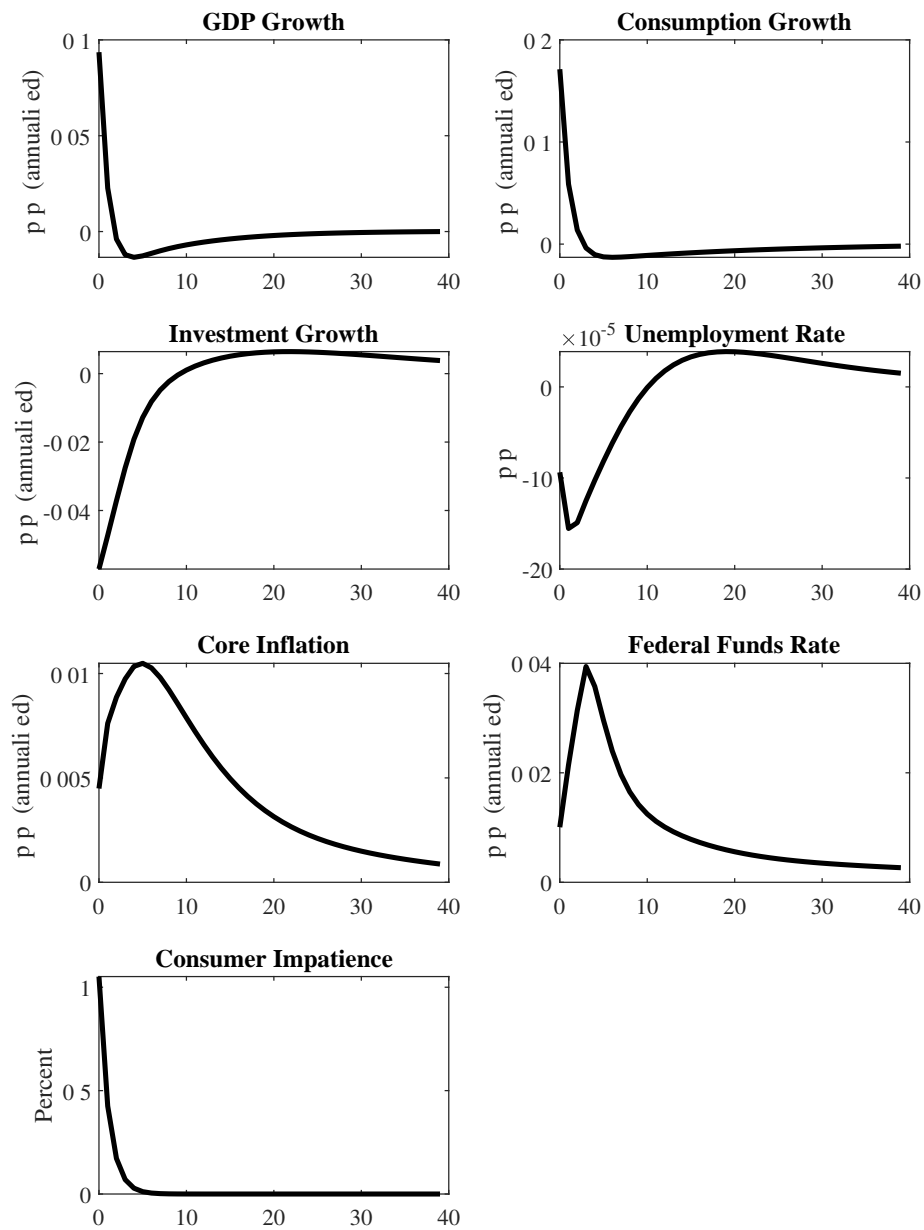 GDP Growth
0 1
0 05
0
p p (annuali ed)
0 10 20 30 40
Consumption Growth
0 2
0 1
0
p p (annuali ed)
0 10 20 30 40
Investment Growth
0
-0 02
-0 04
p p (annuali ed)
0 10 20 30 40
×10⁻⁵ Unemployment Rate
0
-10
-20
p p
0 10 20 30 40
Core Inflation
0 01
0 005
0
p p (annuali ed)
0 10 20 30 40
Federal Funds Rate
0 04
0 02
0
p p (annuali ed)
0 10 20 30 40
Consumer Impatience
1
0 5
0
Percent
0 10 20 30 40